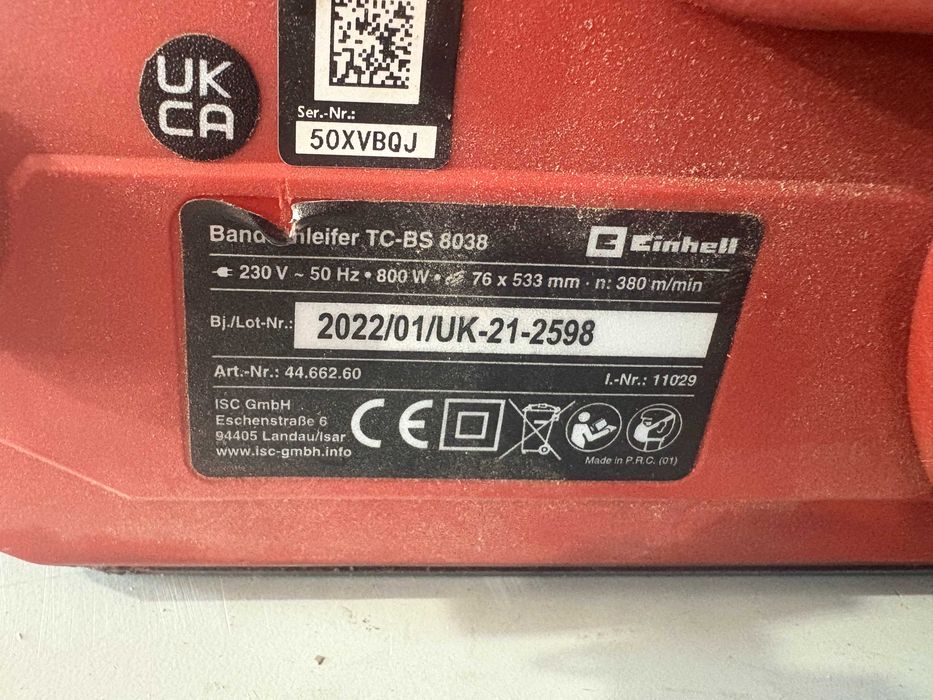 UK
CA
Ser.-Nr.:
50XVBQJ
TC-BS 8038
Einhell
230 V ~ 50 Hz • 800 W • 76 x 533 mm · n: 380 m/min
Bj./Lot-Nr.: 2022/01/UK-21-2598
Art.-Nr.: 44.662.60
I.-Nr.: 11029
ISC GmbH
Eschenstraße 6
94405 Landau/Isar
www.isc-gmbh.info
CE
Made in P.R.C. (01)